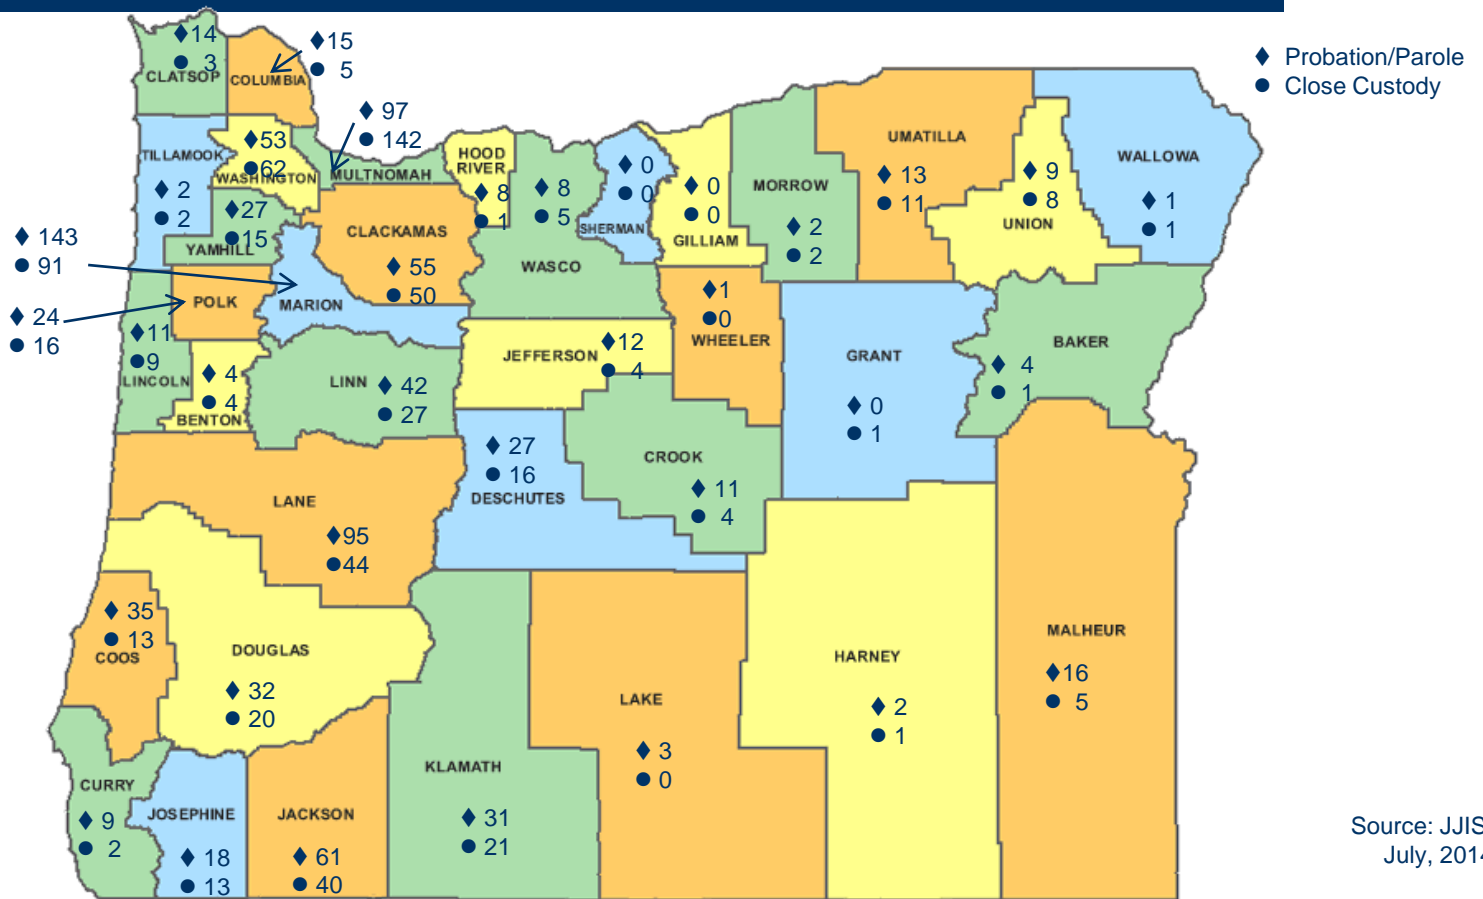 ♦ Probation/Parole
● Close Custody
♦14
● 3
CLATSOP
♦15
● 5
COLUMBIA
♦ 97
● 142
MULTNOMAH
♦53
●62
WASHINGTON
TILLAMOOK
♦ 2
● 2
♦27
●15
YAMHILL
HOOD
RIVER
♦ 8
● 1
♦ 8
● 5
WASCO
♦ 0
● 0
SHERMAN
♦ 0
● 0
GILLIAM
MORROW
♦ 2
● 2
UMATILLA
♦ 13
● 11
♦ 9
● 8
UNION
WALLOWA
♦ 1
● 1
CLACKAMAS
♦ 55
● 50
♦ 143
● 91
MARION
♦ 24
● 16
POLK
♦11
●9
LINCOLN
♦ 4
● 4
BENTON
LINN
♦ 42
● 27
JEFFERSON
♦12
● 4
♦1
●0
WHEELER
GRANT
♦ 0
● 1
BAKER
♦ 4
● 1
♦ 27
● 16
DESCHUTES
CROOK
♦ 11
● 4
LANE
♦95
●44
♦ 35
● 13
COOS
DOUGLAS
♦ 32
● 20
HARNEY
♦ 2
● 1
MALHEUR
♦16
● 5
LAKE
♦ 3
● 0
KLAMATH
♦ 31
● 21
CURRY
♦ 9
● 2
JOSEPHINE
♦ 18
● 13
JACKSON
♦ 61
● 40
Source: JJIS
July, 2014